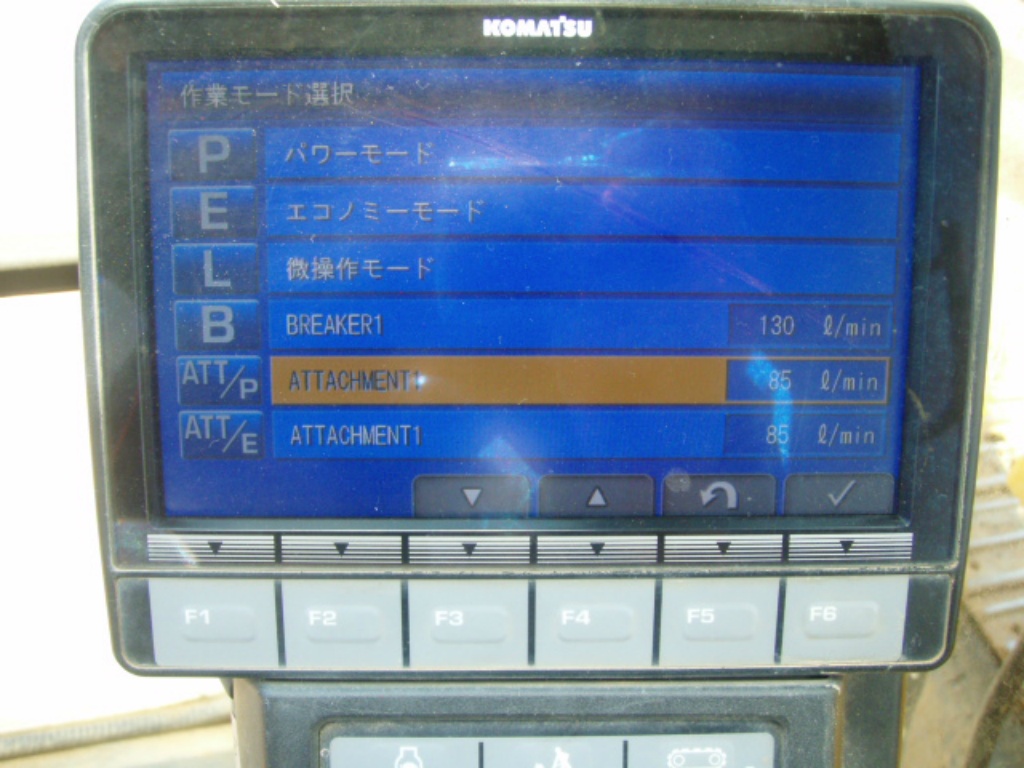 KOMATSU
作業モード選択
P パワーモード
E エコノミーモード
L 微操作モード
B BREAKER1 130 ℓ/min
ATT/P ATTACHMENT1 85 ℓ/min
ATT/E ATTACHMENT1 85 ℓ/min
F1 F2 F3 F4 F5 F6